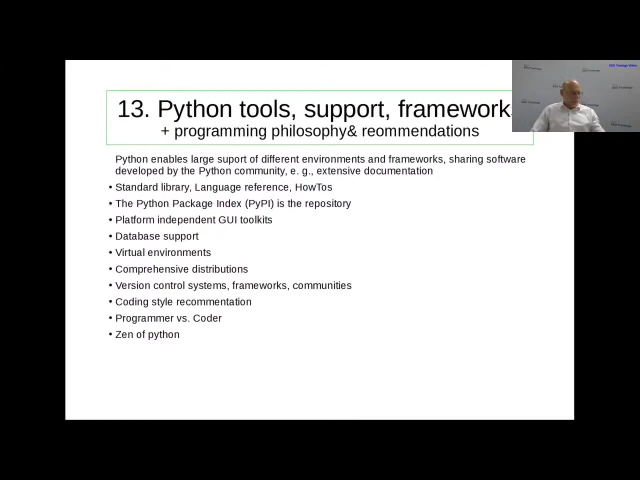 13. Python tools, support, framework
+ programming philosophy& reommendations
Python enables large suport of different environments and frameworks, sharing software
developed by the Python community, e. g., extensive documentation
• Standard library, Language reference, HowTos
• The Python Package Index (PyPI) is the repository
• Platform independent GUI toolkits
• Database support
• Virtual environments
• Comprehensive distributions
• Version control systems, frameworks, communities
• Coding style recommentation
• Programmer vs. Coder
• Zen of python